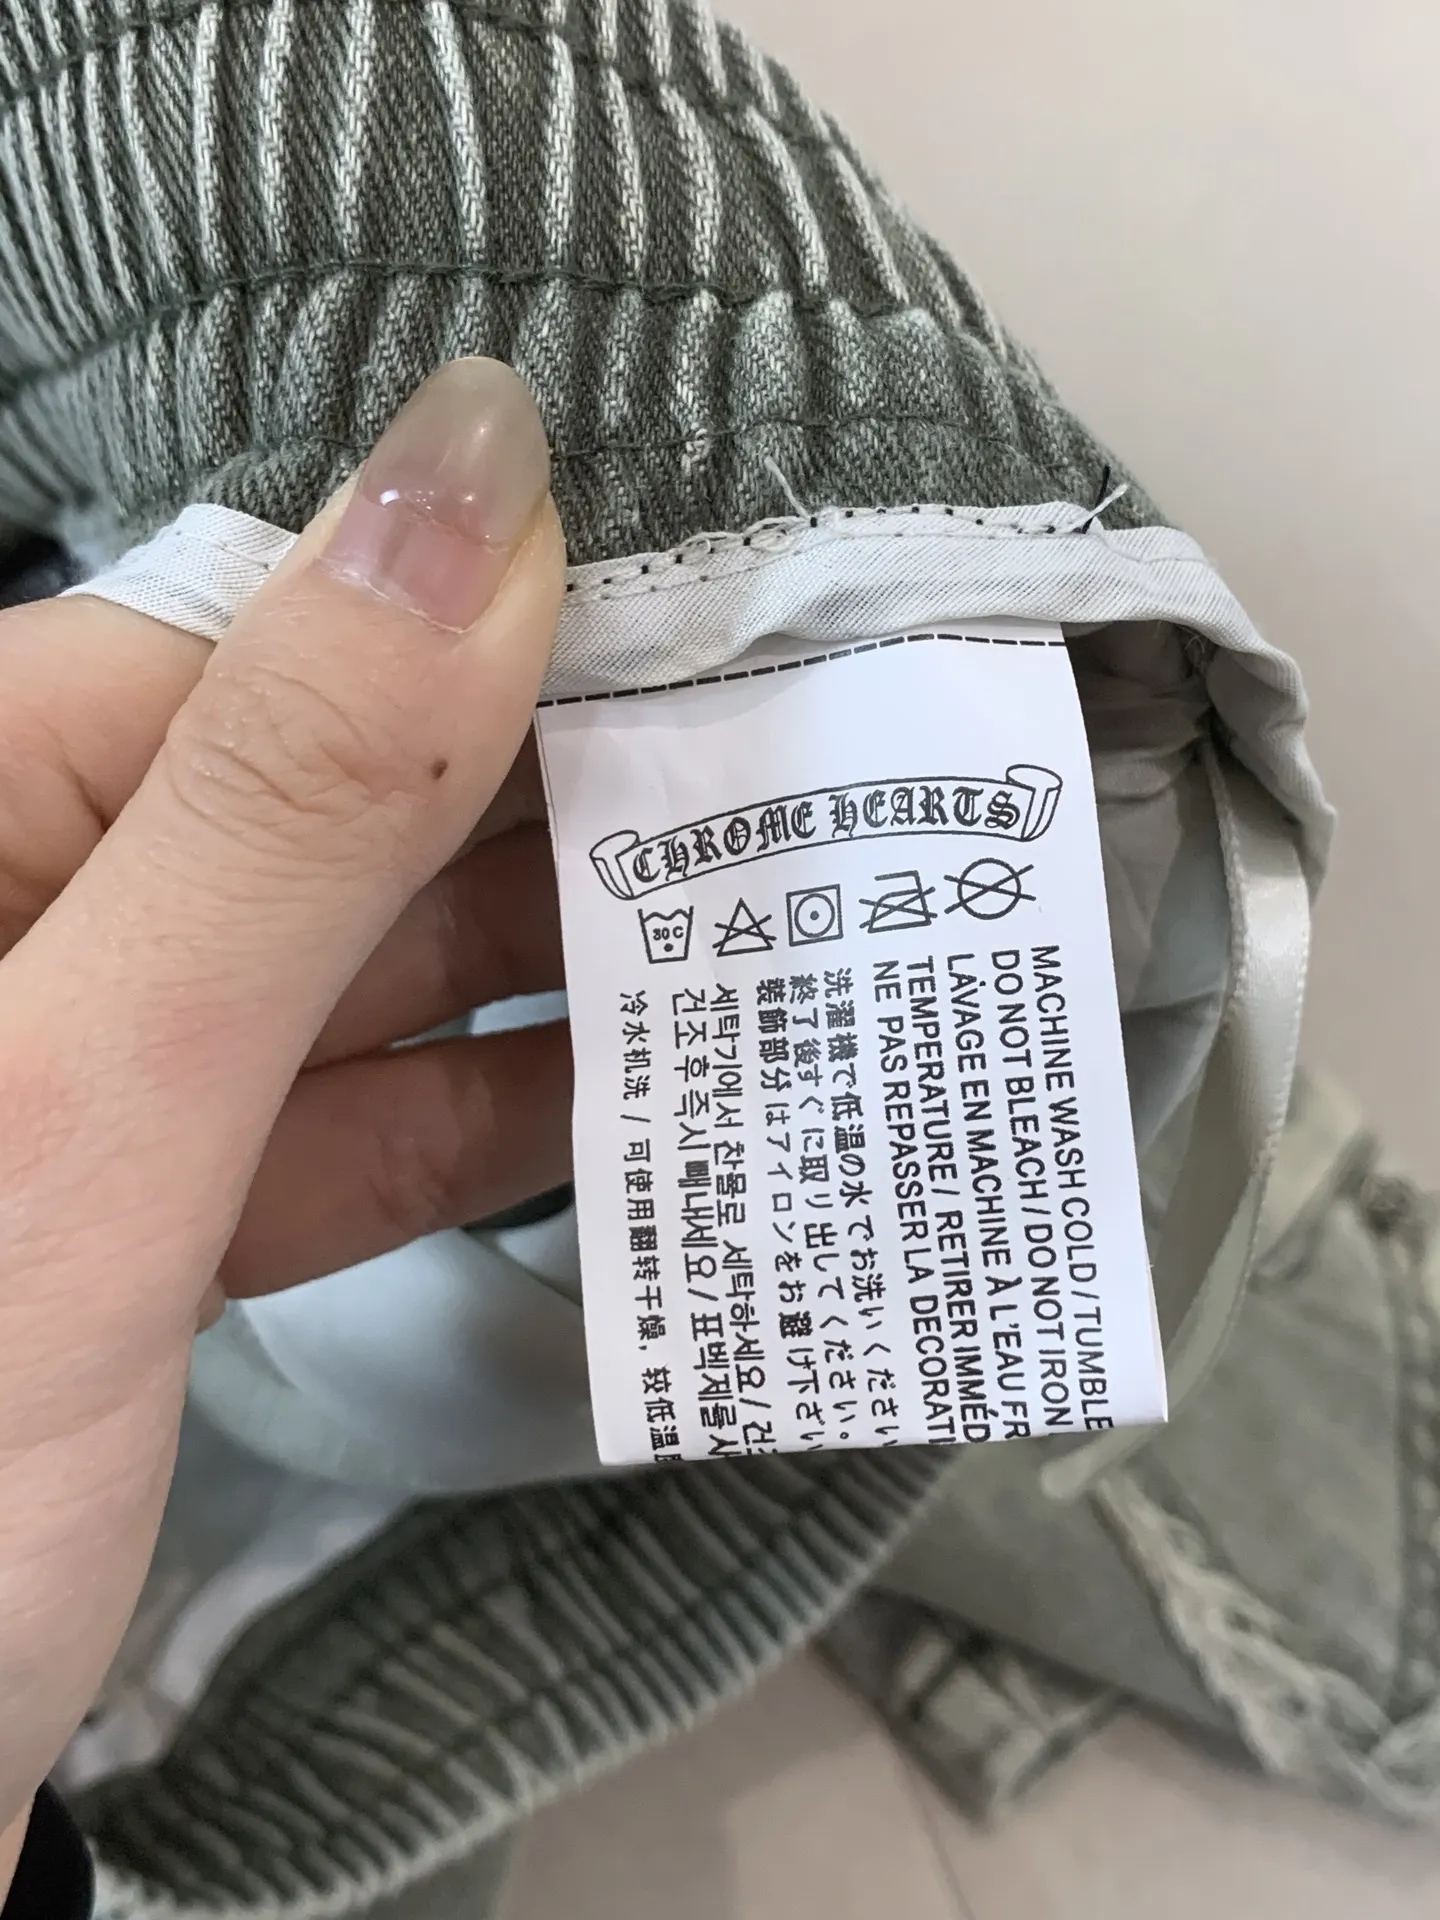 CHROME HEARTS
30C
MACHINE WASH COLD / TUMBLE
DO NOT BLEACH / DO NOT IRON
LAVAGE EN MACHINE À L'EAU FR
TEMPERATURE / RETIRER IMMÉD
NE PAS REPASSER LA DECORATI
洗濯機で低温の水でお洗いください
終了後すぐに取り出してください。
装飾部分はアイロンをお避け下さい
세탁기에서 찬물로 세탁하세요 / 건
건조 후 즉시 빼내세요 / 표백제를 사
冷水机洗 / 可使用翻转干燥，较低温